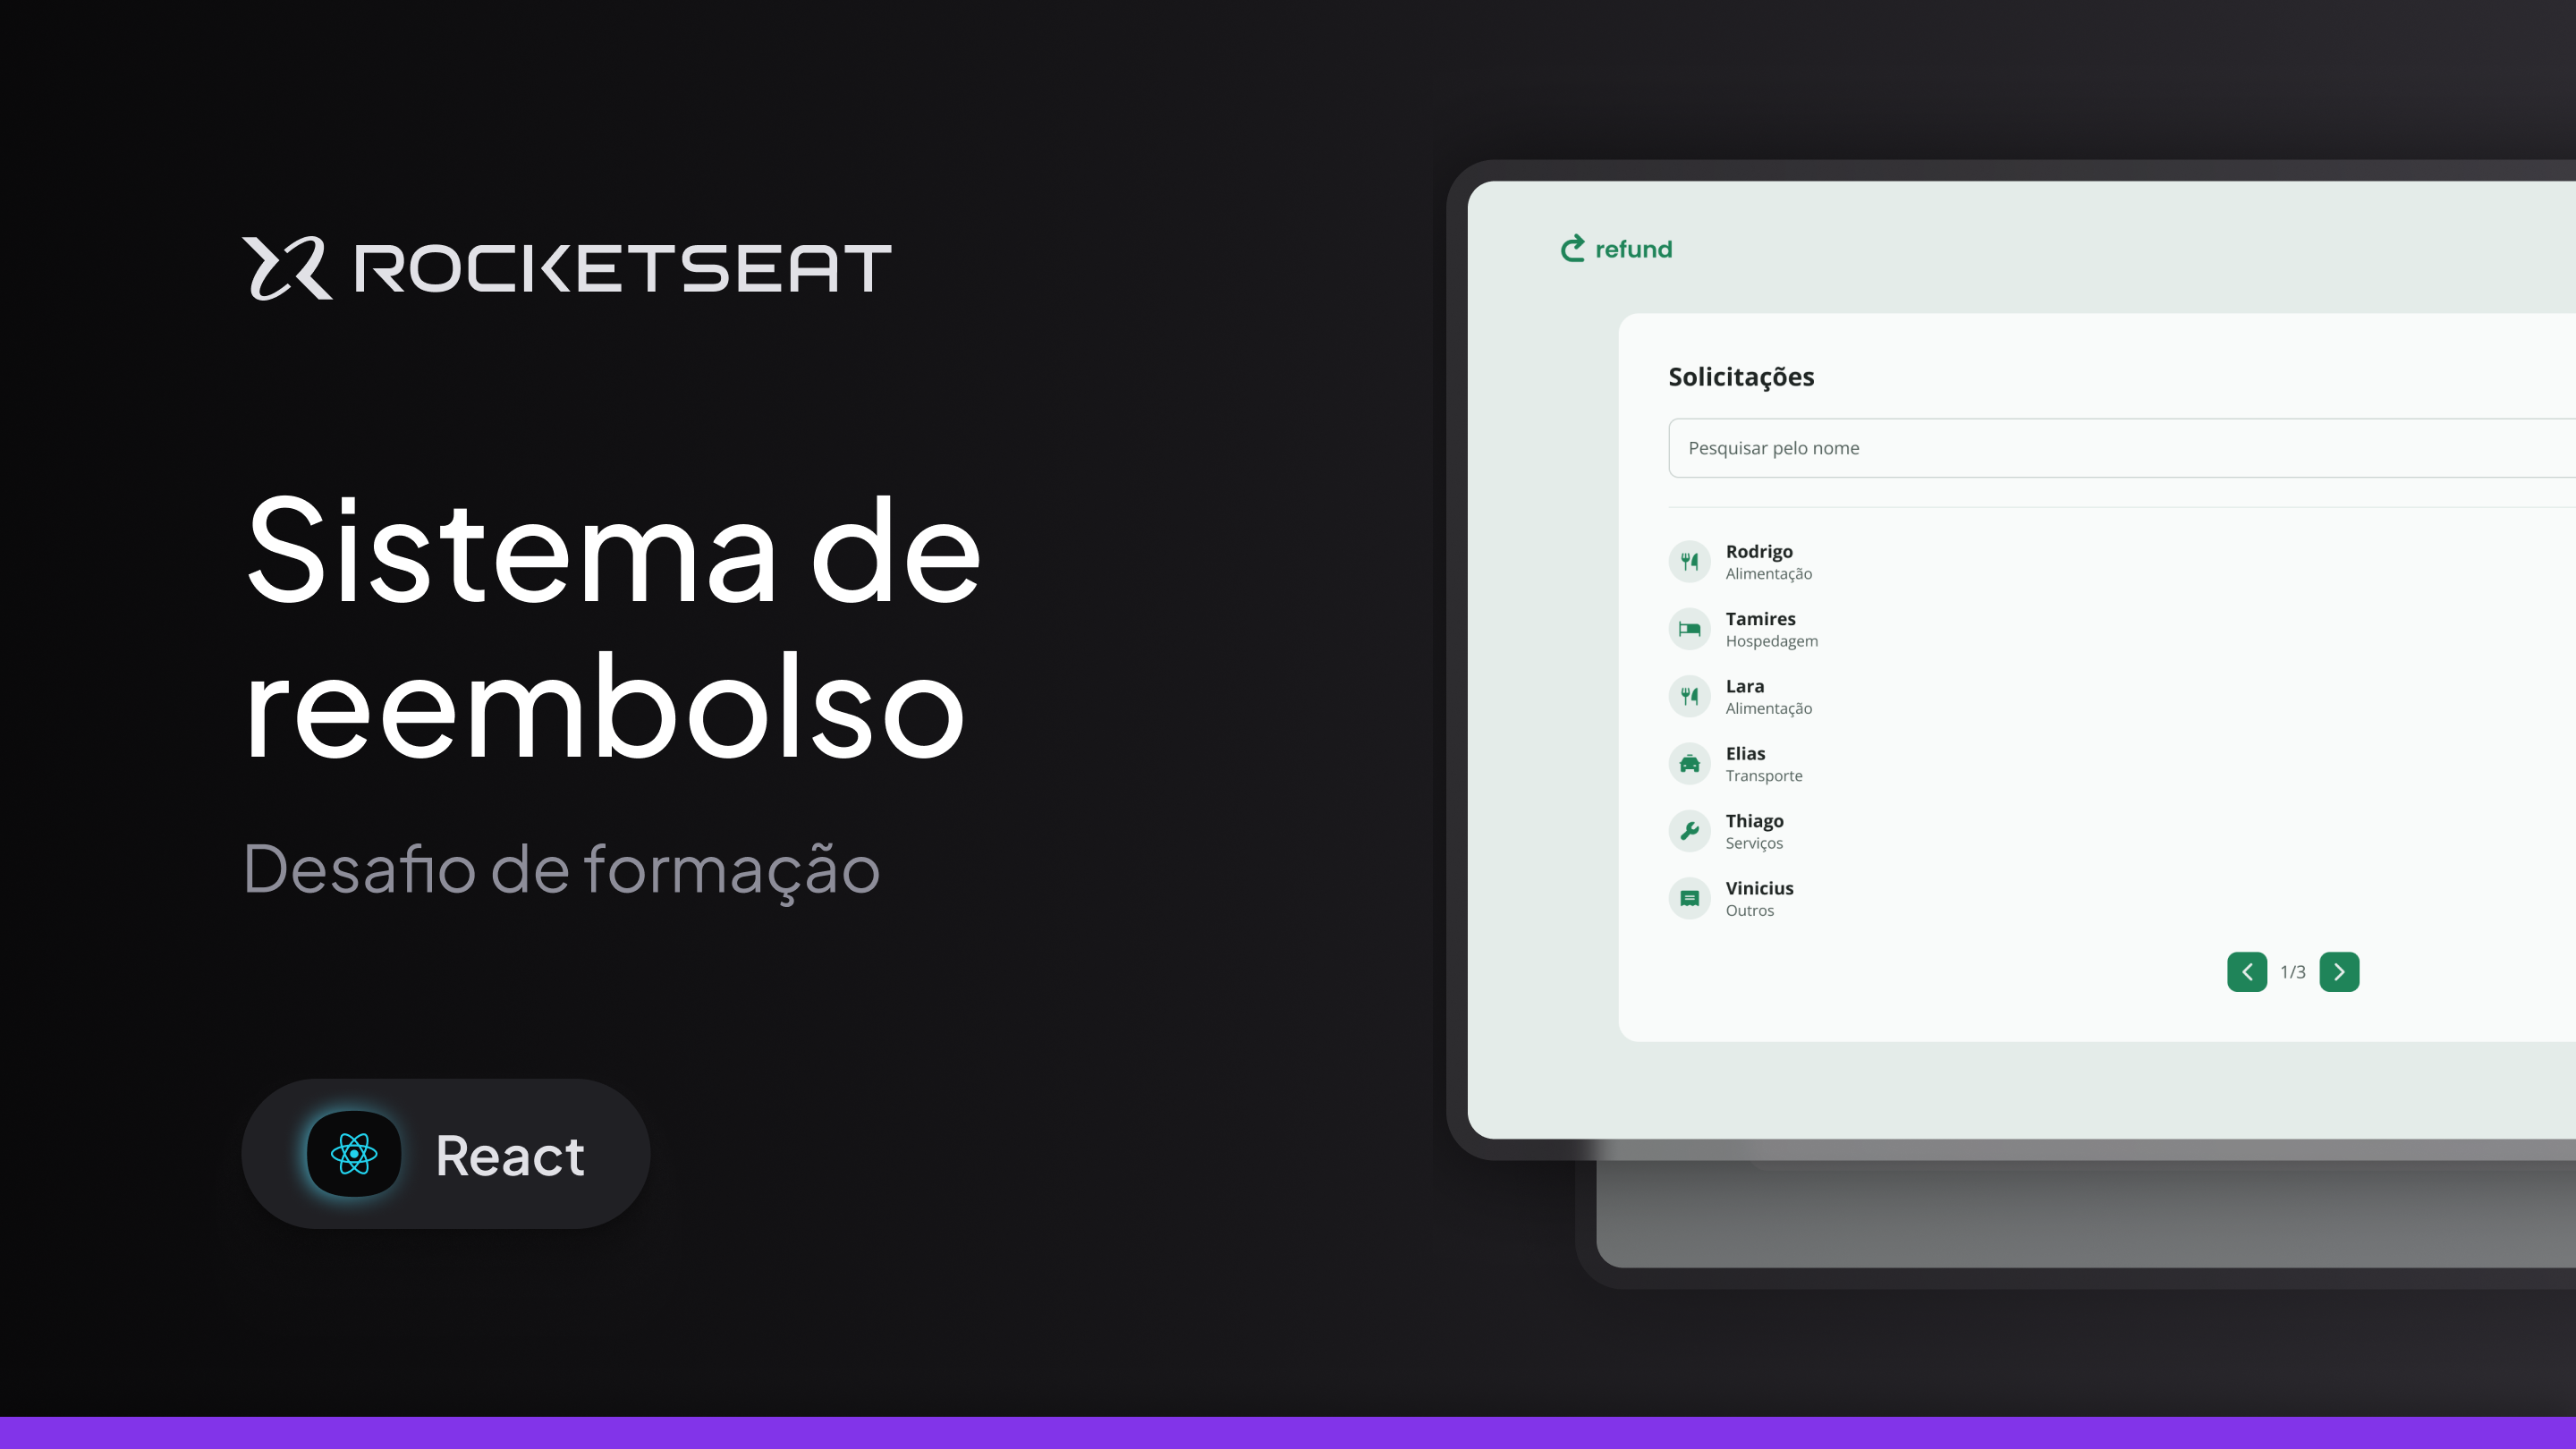 ROCKETSEAT
Sistema de
reembolso
Desafio de formação
React
refund
Solicitações
Pesquisar pelo nome
Rodrigo
Alimentação
Tamires
Hospedagem
Lara
Alimentação
Elias
Transporte
Thiago
Serviços
Vinicius
Outros
1/3